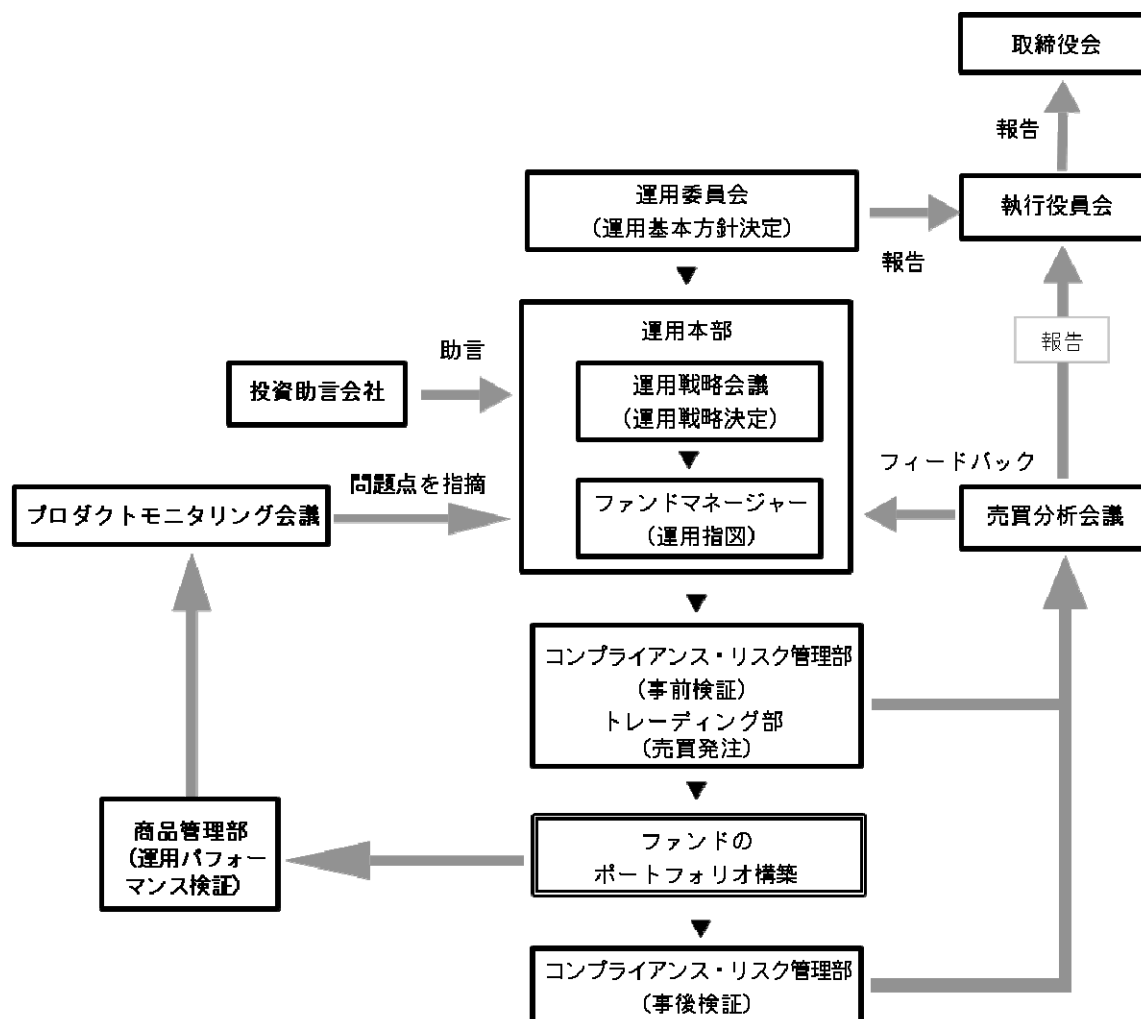 取締役会
報告
運用委員会
(運用基本方針決定)
執行役員会
報告
運用本部
報告
助言
投資助言会社
運用戦略会議
(運用戦略決定)
フィードバック
問題点を指摘
プロダクトモニタリング会議
ファンドマネージャー
(運用指図)
売買分析会議
コンプライアンス・リスク管理部
(事前検証)
トレーディング部
(売買発注)
商品管理部
(運用パフォー
マンス検証)
ファンドの
ポートフォリオ構築
コンプライアンス・リスク管理部
(事後検証)